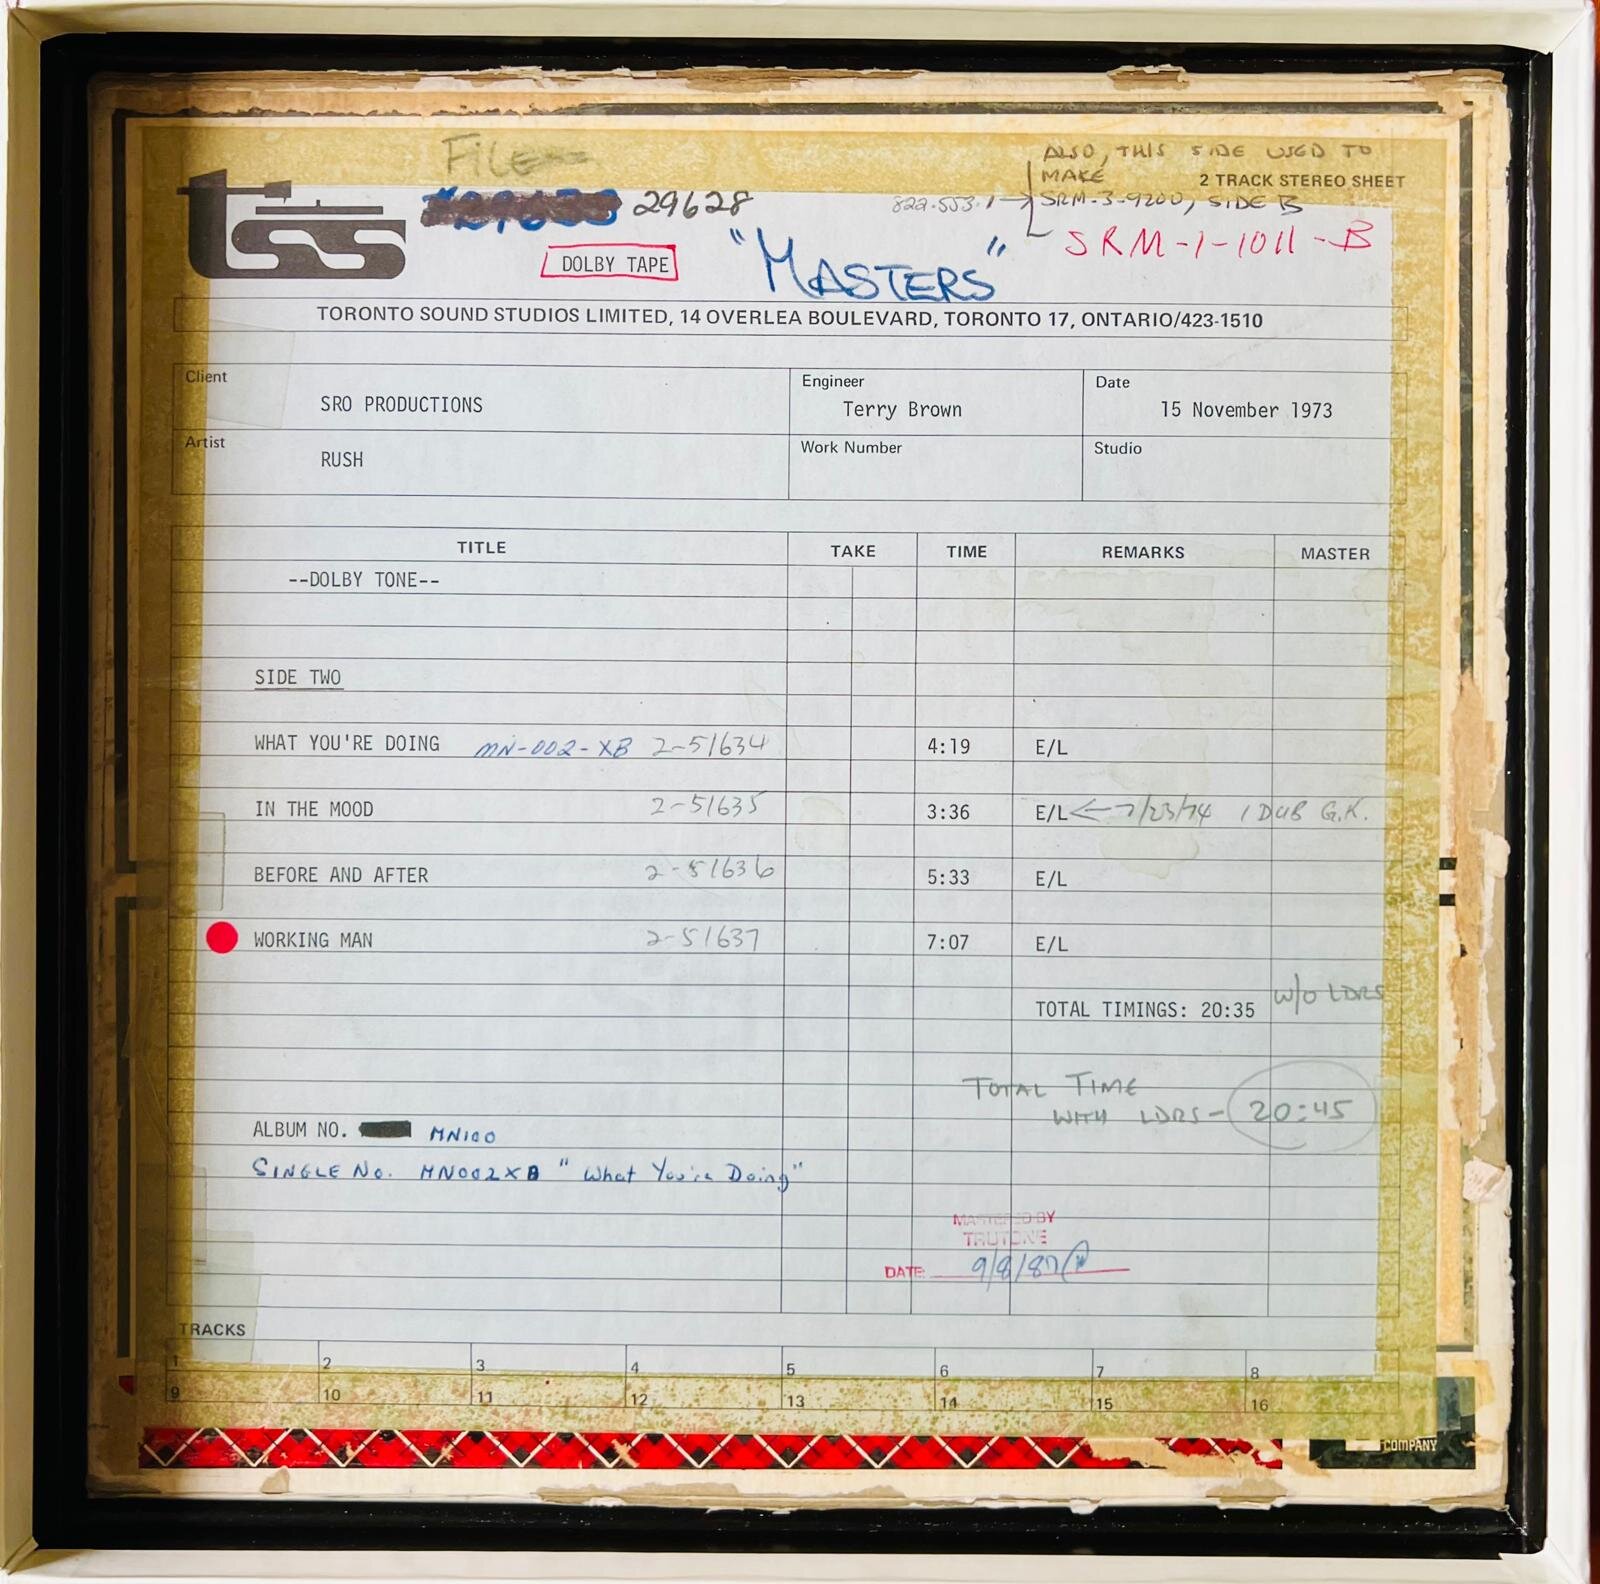 FILE
ALSO, THIS SIDE USED TO
MAKE
2 TRACK STEREO SHEET
tss
29628
822-553-1 → SRM-3-9200, SIDE B
SRM-1-1011-B
DOLBY TAPE
"MASTERS"
TORONTO SOUND STUDIOS LIMITED, 14 OVERLEA BOULEVARD, TORONTO 17, ONTARIO/423-1510
Client
SRO PRODUCTIONS
Engineer
Terry Brown
Date
15 November 1973
Artist
RUSH
Work Number
Studio
TITLE TAKE TIME REMARKS MASTER
--DOLBY TONE--
SIDE TWO
WHAT YOU'RE DOING MN-002-XB 2-51634 4:19 E/L
IN THE MOOD 2-51635 3:36 E/L ← 7/23/74 1 DUB G.K.
BEFORE AND AFTER 2-51636 5:33 E/L
WORKING MAN 2-51637 7:07 E/L
TOTAL TIMINGS: 20:35 W/O LDRS
TOTAL TIME
WITH LDRS- 20:45
ALBUM NO. MN100
SINGLE NO. MN002XB "What You're Doing"
MASTERED BY
TRUTONE
DATE 9/8/87
TRACKS
1 2 3 4 5 6 7 8
9 10 11 12 13 14 15 16
COMPANY